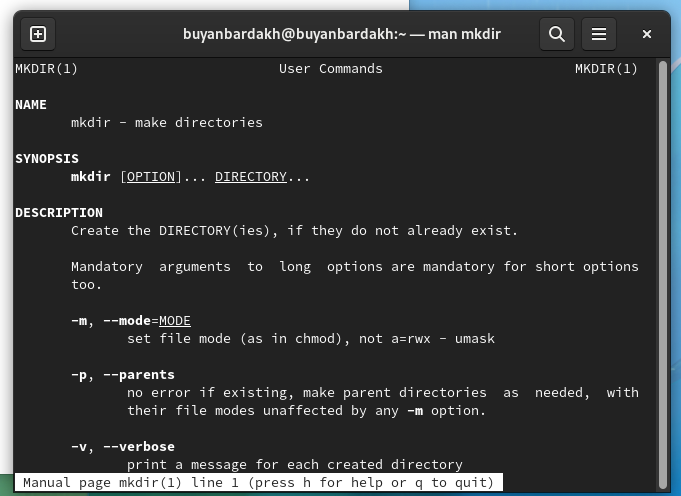 buyanbardakh@buyanbardakh:~ — man mkdir
MKDIR(1) User Commands MKDIR(1)
NAME
mkdir - make directories
SYNOPSIS
mkdir [OPTION]... DIRECTORY...
DESCRIPTION
Create the DIRECTORY(ies), if they do not already exist.
Mandatory arguments to long options are mandatory for short options
too.
-m, --mode=MODE
set file mode (as in chmod), not a=rwx - umask
-p, --parents
no error if existing, make parent directories as needed, with
their file modes unaffected by any -m option.
-v, --verbose
print a message for each created directory
Manual page mkdir(1) line 1 (press h for help or q to quit)